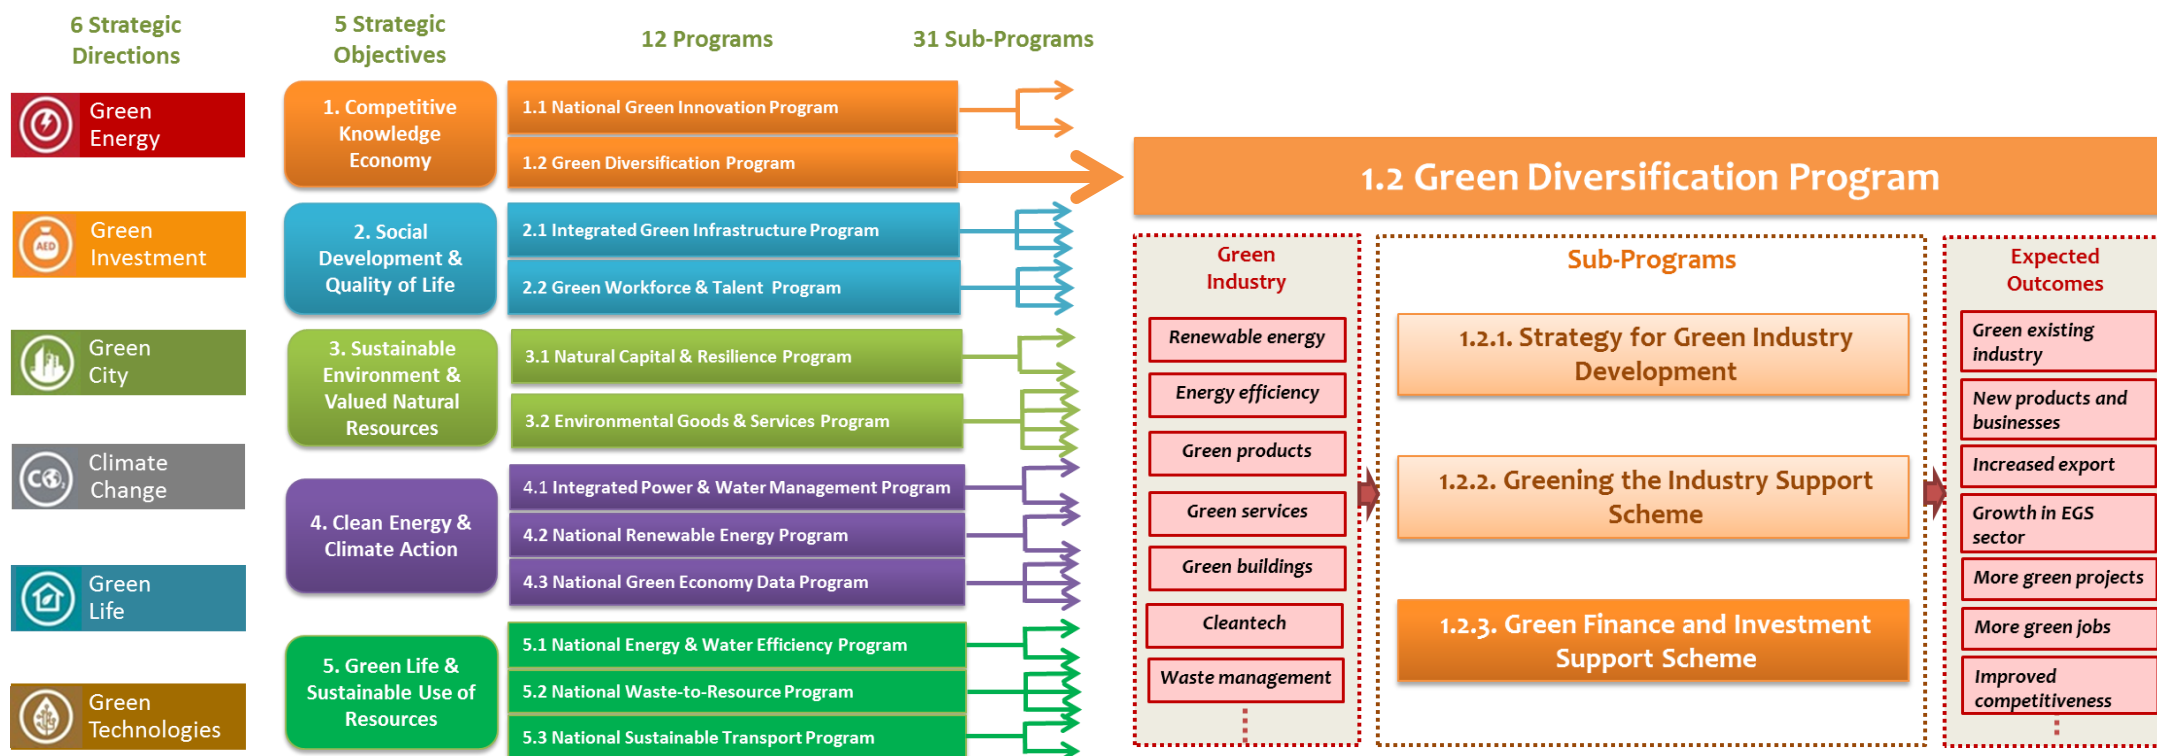 6 Strategic
Directions
5 Strategic
Objectives
12 Programs
31 Sub-Programs
Green
Energy
AED
Green
Investment
Green
City
CO2
Climate
Change
Green
Life
Green
Technologies
1. Competitive
Knowledge
Economy
2. Social
Development &
Quality of Life
3. Sustainable
Environment &
Valued Natural
Resources
4. Clean Energy &
Climate Action
5. Green Life &
Sustainable Use of
Resources
1.1 National Green Innovation Program
1.2 Green Diversification Program
2.1 Integrated Green Infrastructure Program
2.2 Green Workforce & Talent Program
3.1 Natural Capital & Resilience Program
3.2 Environmental Goods & Services Program
4.1 Integrated Power & Water Management Program
4.2 National Renewable Energy Program
4.3 National Green Economy Data Program
5.1 National Energy & Water Efficiency Program
5.2 National Waste-to-Resource Program
5.3 National Sustainable Transport Program
1.2 Green Diversification Program
Green
Industry
Renewable energy
Energy efficiency
Green products
Green services
Green buildings
Cleantech
Waste management
Sub-Programs
1.2.1. Strategy for Green Industry
Development
1.2.2. Greening the Industry Support
Scheme
1.2.3. Green Finance and Investment
Support Scheme
Expected
Outcomes
Green existing
industry
New products and
businesses
Increased export
Growth in EGS
sector
More green projects
More green jobs
Improved
competitiveness